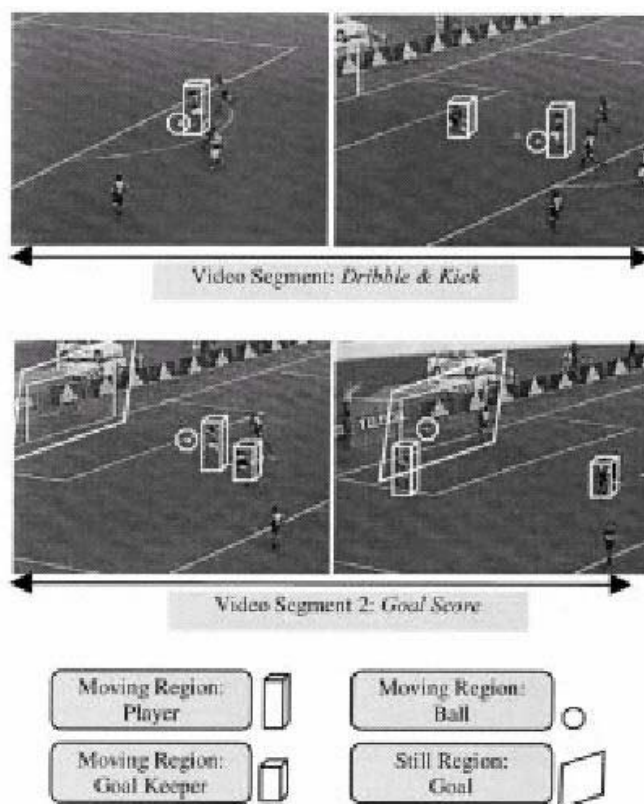 Video Segment: Dribble & Kick
Video Segment 2: Goal Score
Moving Region:
Player
Moving Region:
Ball
Moving Region:
Goal Keeper
Still Region:
Goal